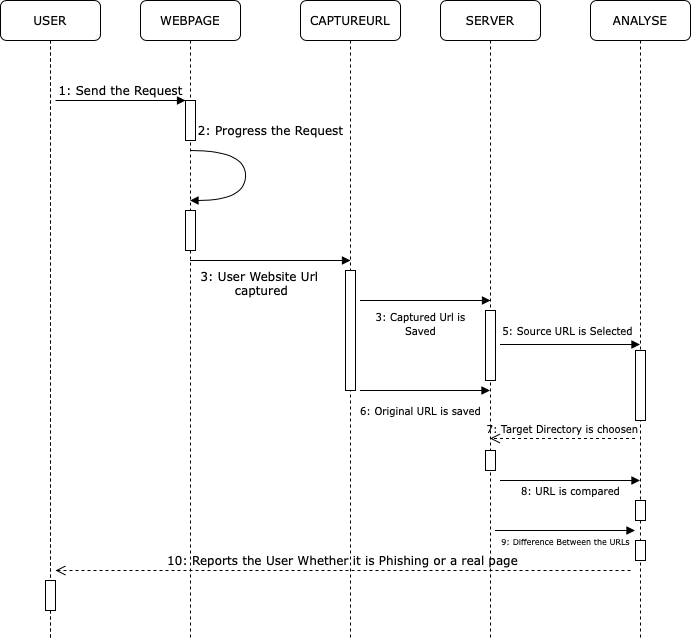 USER
WEBPAGE
CAPTUREURL
SERVER
ANALYSE
1: Send the Request
2: Progress the Request
3: User Website Url
captured
3: Captured Url is
Saved
5: Source URL is Selected
6: Original URL is saved
7: Target Directory is choosen
8: URL is compared
9: Difference Between the URLs
10: Reports the User Whether it is Phishing or a real page